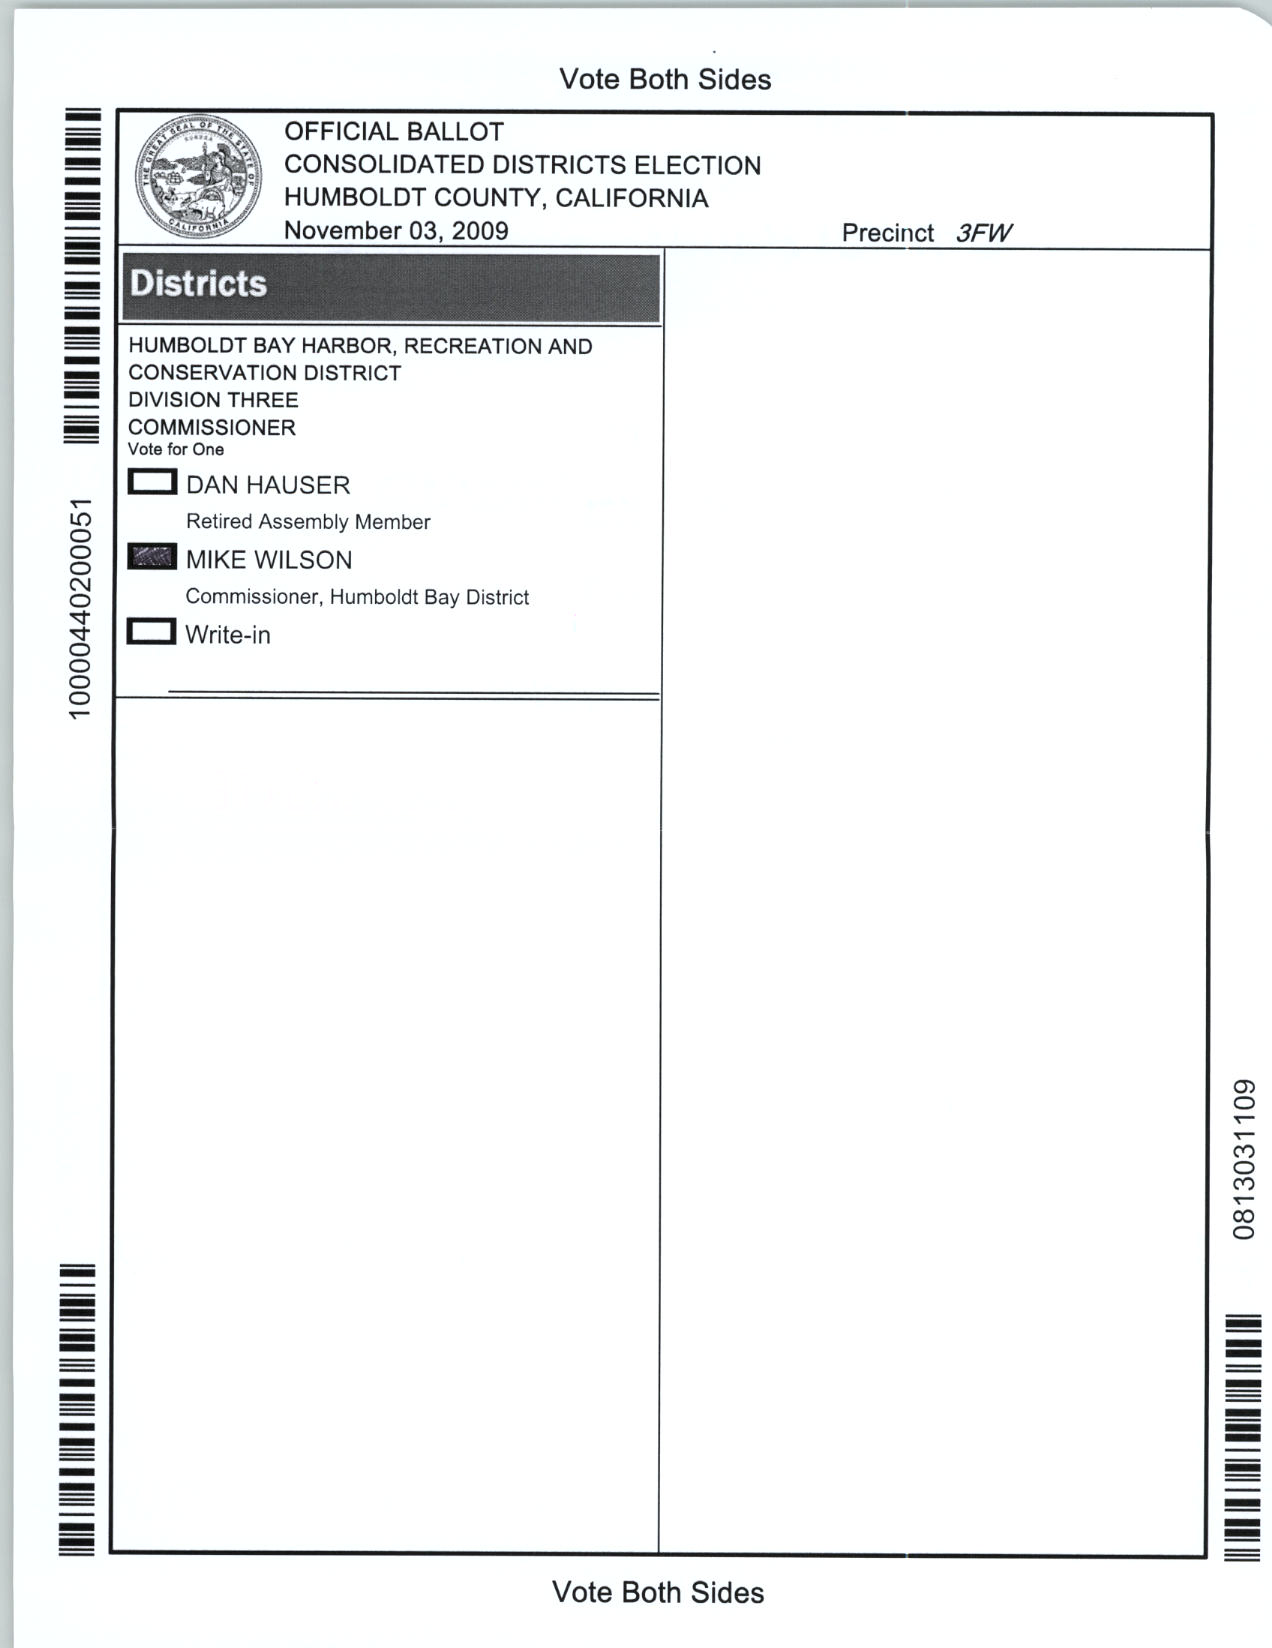 Vote Both Sides
THE GREAT SEAL OF THE STATE OF CALIFORNIA
EUREKA
OFFICIAL BALLOT
CONSOLIDATED DISTRICTS ELECTION
HUMBOLDT COUNTY, CALIFORNIA
November 03, 2009
Precinct 3FW
Districts
HUMBOLDT BAY HARBOR, RECREATION AND
CONSERVATION DISTRICT
DIVISION THREE
COMMISSIONER
Vote for One
DAN HAUSER
Retired Assembly Member
MIKE WILSON
Commissioner, Humboldt Bay District
Write-in
10000440200051
0813031109
Vote Both Sides